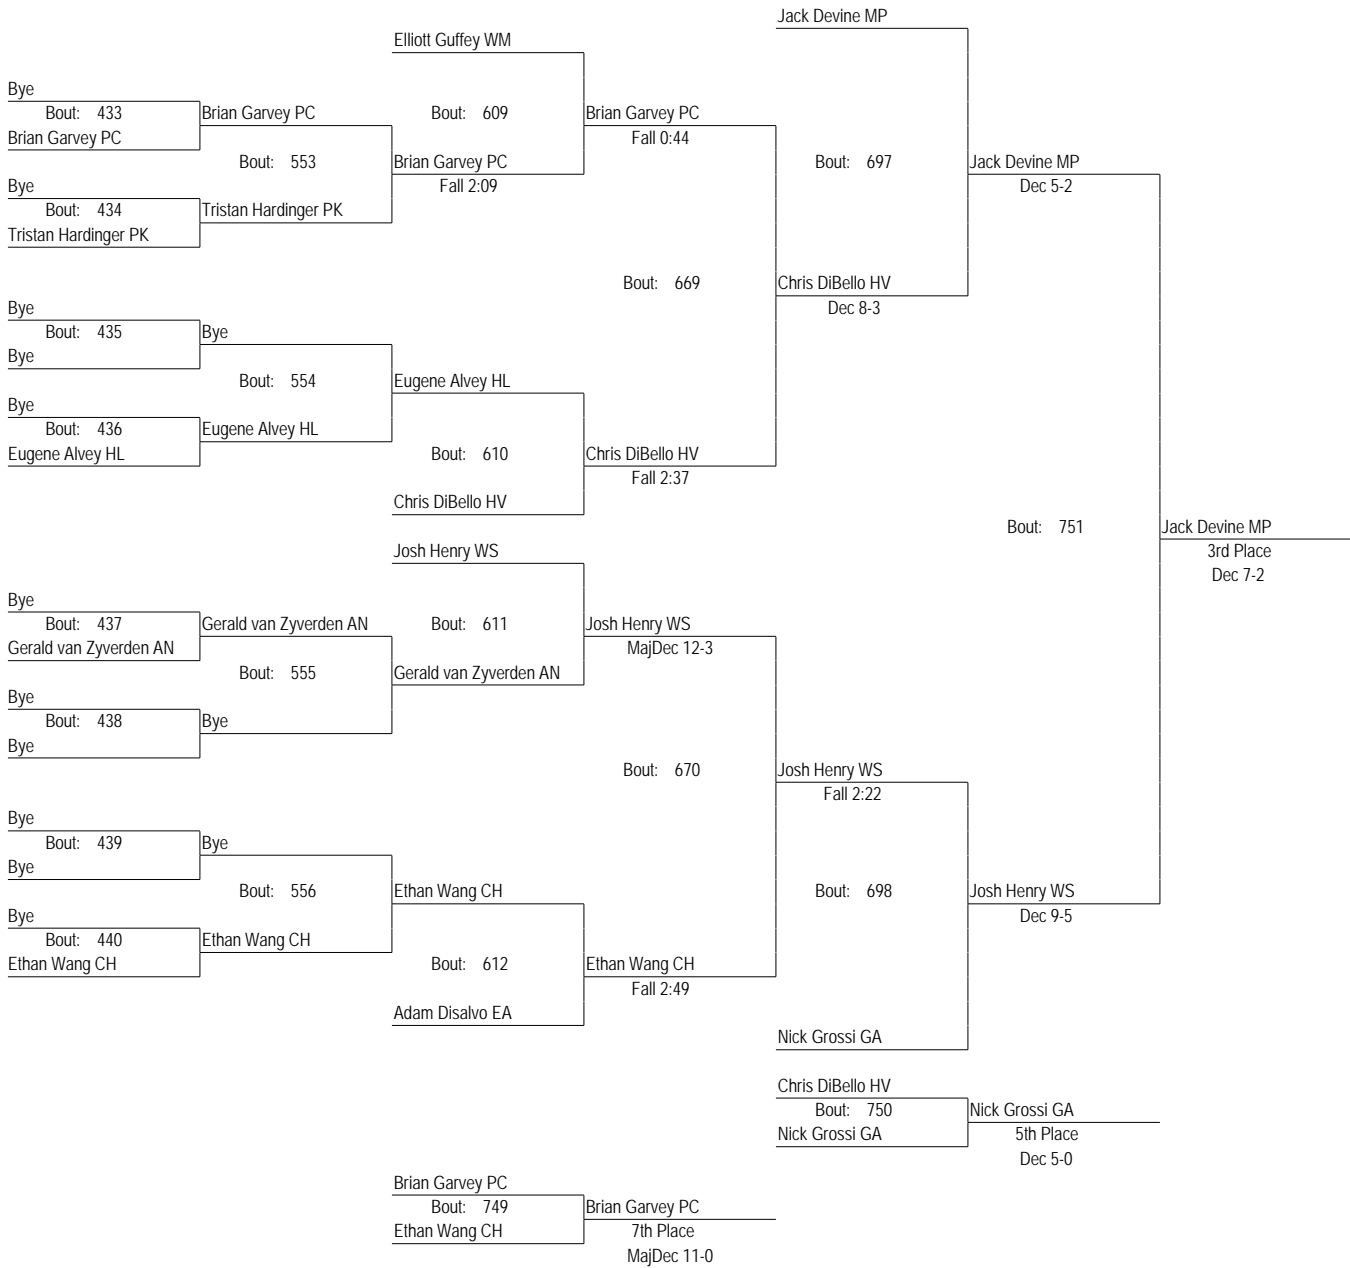 Jack Devine MP
Elliott Guffey WM
Bye
Bout: 433
Brian Garvey PC
Brian Garvey PC
Bout: 609
Brian Garvey PC
Fall 0:44
Bout: 553
Brian Garvey PC
Fall 2:09
Bout: 697
Jack Devine MP
Dec 5-2
Bye
Bout: 434
Tristan Hardinger PK
Tristan Hardinger PK
Bout: 669
Chris DiBello HV
Dec 8-3
Bye
Bout: 435
Bye
Bye
Bout: 554
Eugene Alvey HL
Bye
Bout: 436
Eugene Alvey HL
Eugene Alvey HL
Bout: 610
Chris DiBello HV
Fall 2:37
Chris DiBello HV
Bout: 751
Jack Devine MP
3rd Place
Dec 7-2
Josh Henry WS
Bye
Bout: 437
Gerald van Zyverden AN
Gerald van Zyverden AN
Bout: 611
Josh Henry WS
MajDec 12-3
Bout: 555
Gerald van Zyverden AN
Bye
Bout: 438
Bye
Bye
Bout: 670
Josh Henry WS
Fall 2:22
Bye
Bout: 439
Bye
Bye
Bout: 556
Ethan Wang CH
Bout: 698
Josh Henry WS
Dec 9-5
Bye
Bout: 440
Ethan Wang CH
Ethan Wang CH
Bout: 612
Ethan Wang CH
Fall 2:49
Adam Disalvo EA
Nick Grossi GA
Chris DiBello HV
Bout: 750
Nick Grossi GA
Nick Grossi GA
5th Place
Dec 5-0
Brian Garvey PC
Bout: 749
Ethan Wang CH
Brian Garvey PC
7th Place
MajDec 11-0